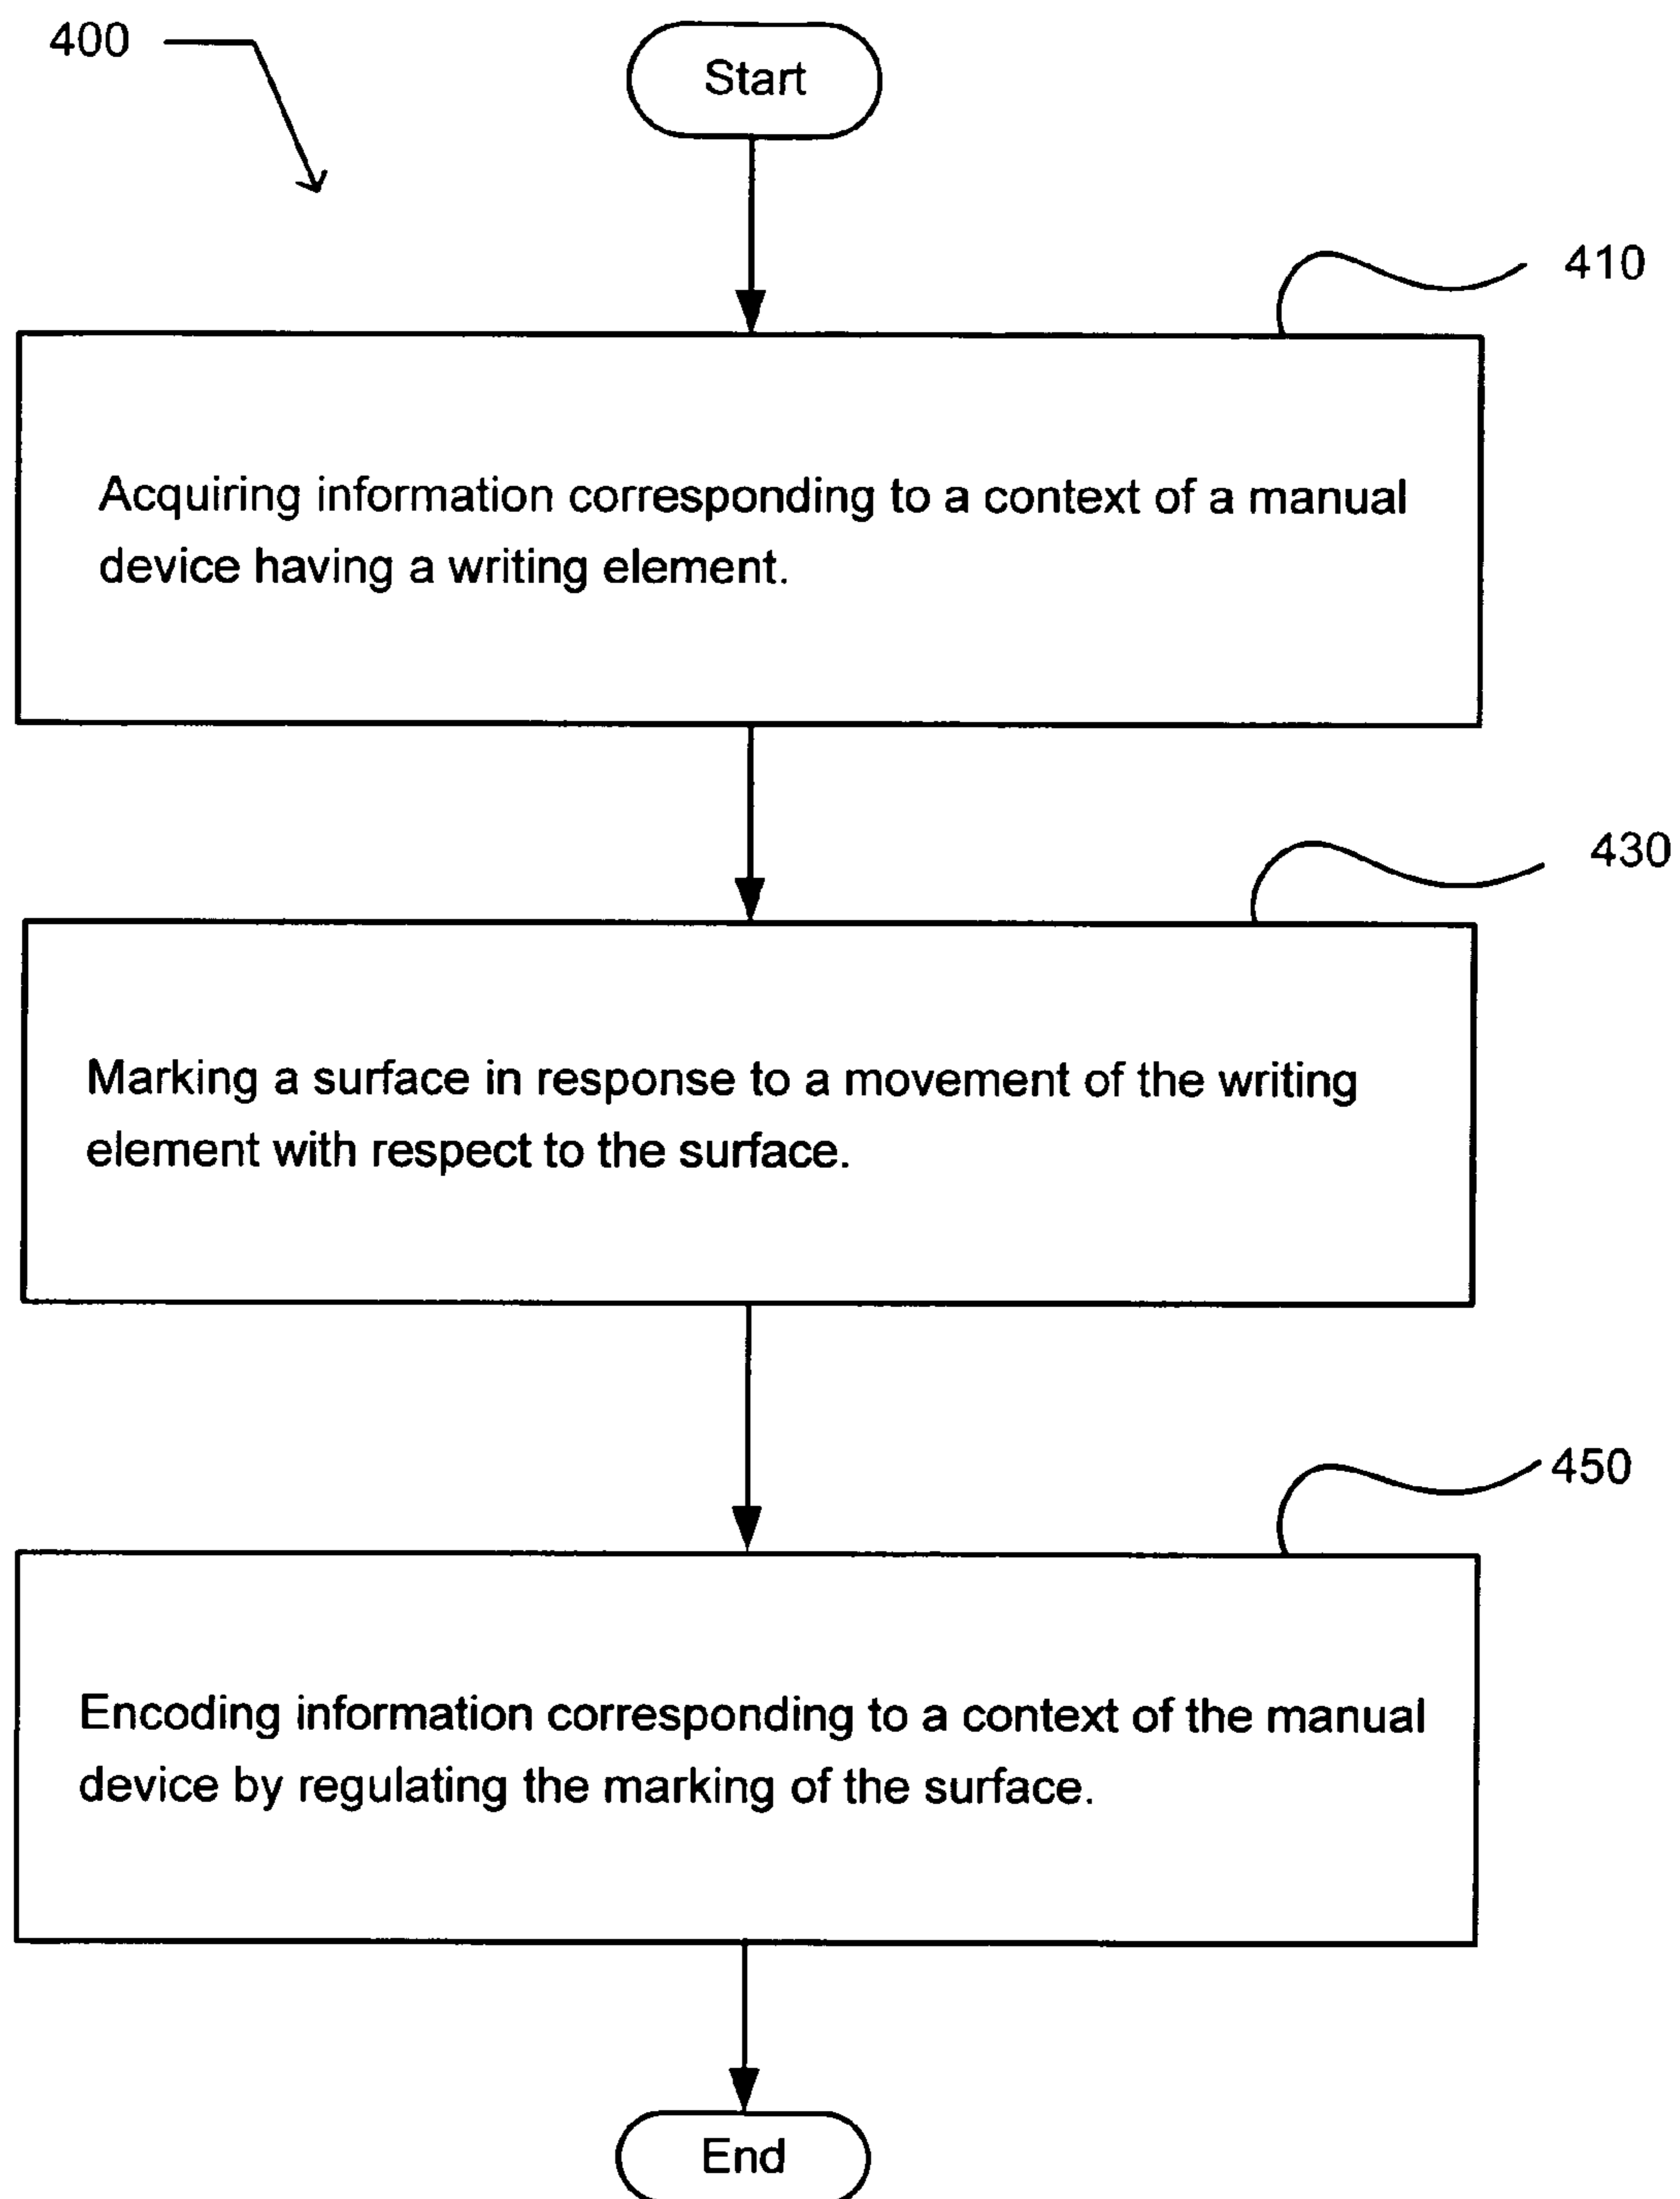 400
Start
410
Acquiring information corresponding to a context of a manual
device having a writing element.
430
Marking a surface in response to a movement of the writing
element with respect to the surface.
450
Encoding information corresponding to a context of the manual
device by regulating the marking of the surface.
End